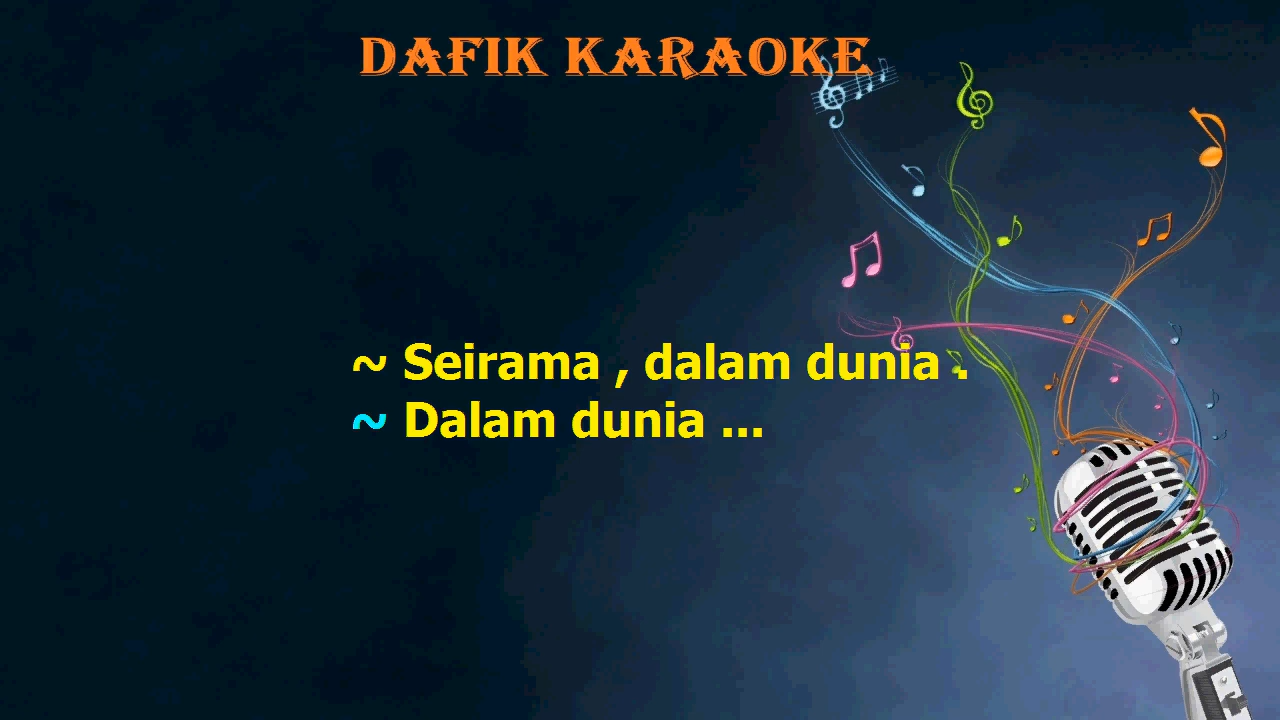 DAFIK KARAOKE
~ Seirama , dalam dunia .
~ Dalam dunia ...